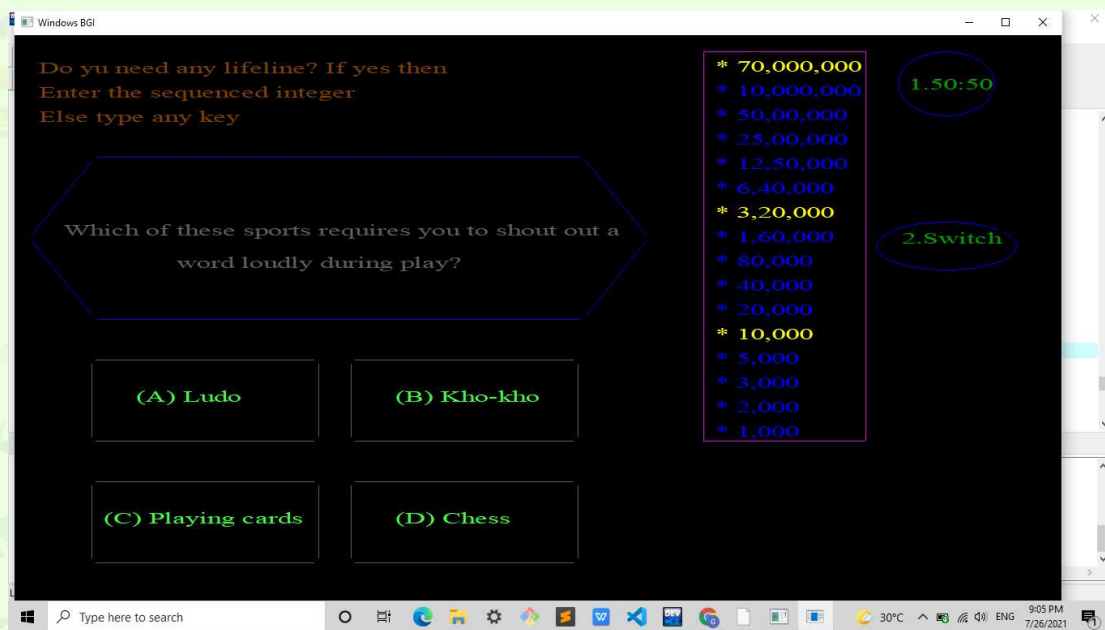 Windows BGI
Do yu need any lifeline? If yes then
Enter the sequenced integer
Else type any key
Which of these sports requires you to shout out a
word loudly during play?
(A) Ludo
(B) Kho-kho
(C) Playing cards
(D) Chess
* 70,000,000
* 10,000,000
* 50,00,000
* 25,00,000
* 12,50,000
* 6,40,000
* 3,20,000
* 1,60,000
* 80,000
* 40,000
* 20,000
* 10,000
* 5,000
* 3,000
* 2,000
* 1,000
1.50:50
2.Switch
Type here to search
30°C
ENG
9:05 PM
7/26/2021